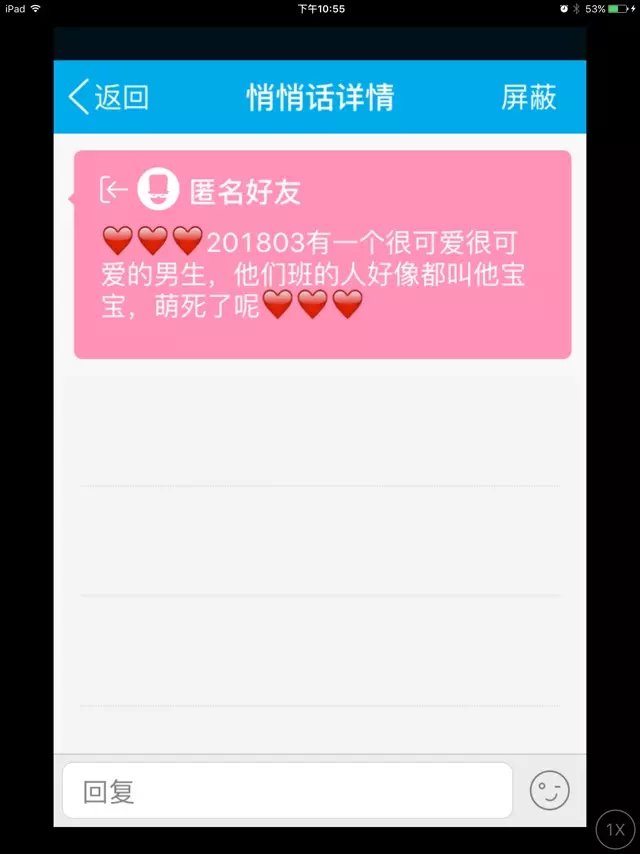 iPad 下午10:55 53%
返回 悄悄话详情 屏蔽
匿名好友
❤️❤️❤️201803有一个很可爱很可
爱的男生，他们班的人好像都叫他宝
宝，萌死了呢❤️❤️❤️
回复
1X